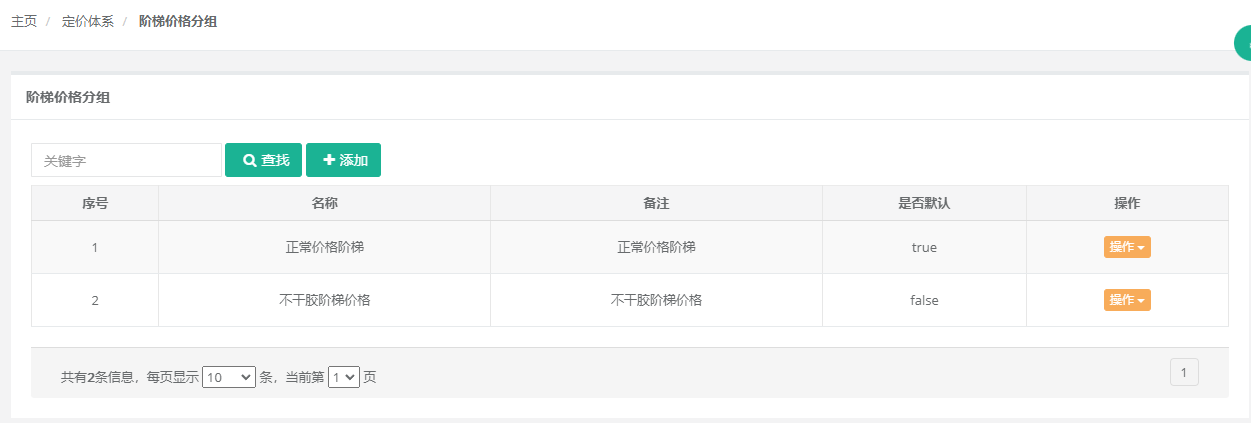 主页 / 定价体系 / 阶梯价格分组
阶梯价格分组
关键字 查找 添加
序号 名称 备注 是否默认 操作
1 正常价格阶梯 正常价格阶梯 true 操作
2 不干胶阶梯价格 不干胶阶梯价格 false 操作
共有2条信息，每页显示 10 条，当前第 1 页 1